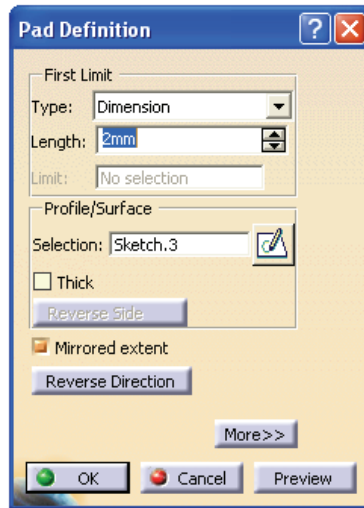 Pad Definition
First Limit
Type: Dimension
Length: 2mm
Limit: No selection
Profile/Surface
Selection: Sketch.3
Thick
Reverse Side
Mirrored extent
Reverse Direction
More>>
OK Cancel Preview